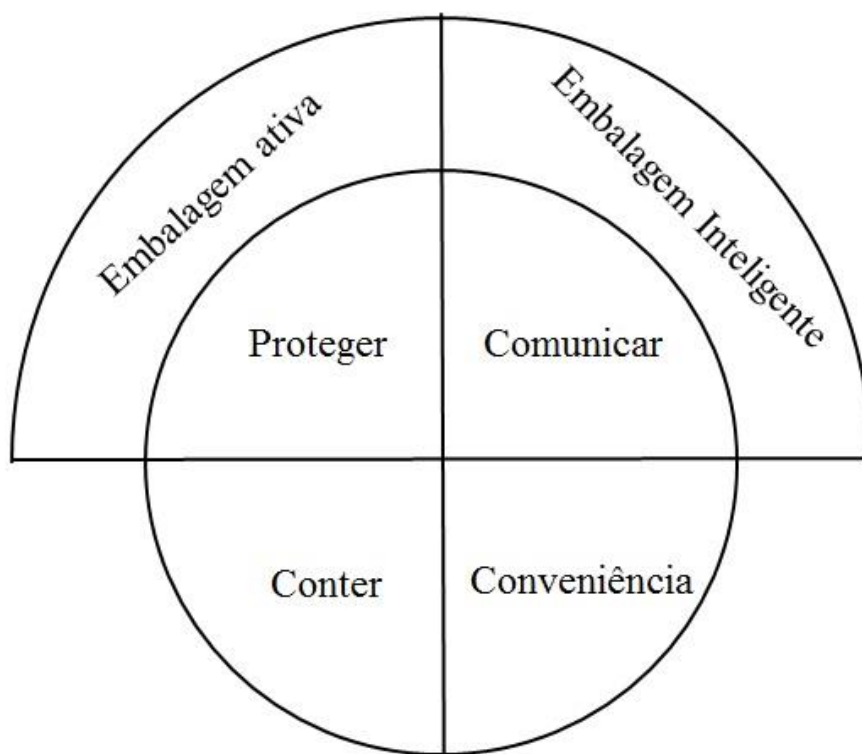 Embalagem ativa
Embalagem Inteligente
Proteger
Comunicar
Conter
Conveniência